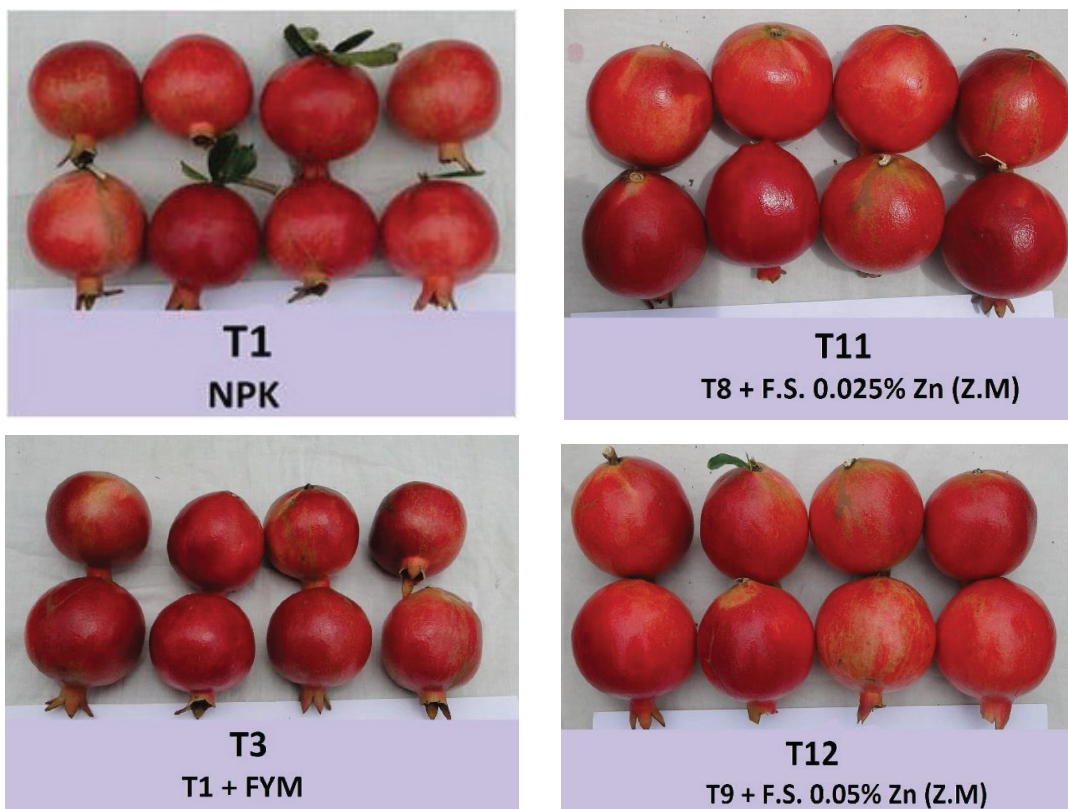 T1
NPK
T11
T8 + F.S. 0.025% Zn (Z.M)
T3
T1 + FYM
T12
T9 + F.S. 0.05% Zn (Z.M)